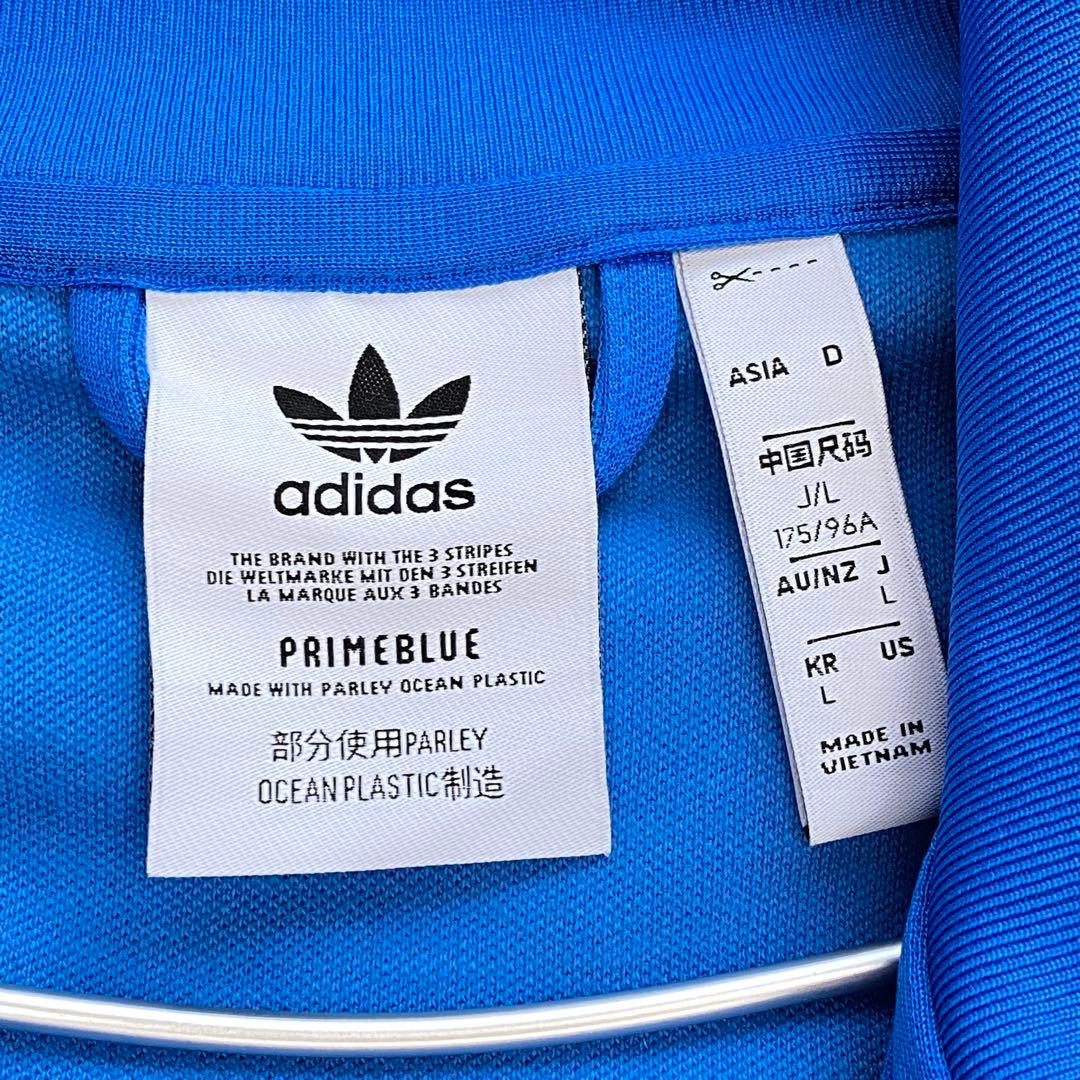 adidas
THE BRAND WITH THE 3 STRIPES
DIE WELTMARKE MIT DEN 3 STREIFEN
LA MARQUE AUX 3 BANDES
PRIMEBLUE
MADE WITH PARLEY OCEAN PLASTIC
部分使用PARLEY
OCEAN PLASTIC制造
ASIA D
中国尺码
J/L
175/96A
AU/NZ J
L
KR US
L
MADE IN
VIETNAM